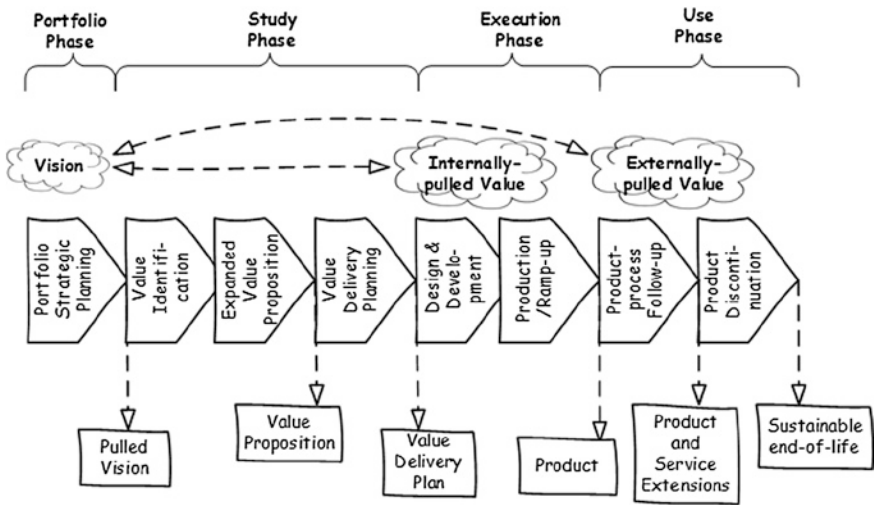 Portfolio
Phase
Study
Phase
Execution
Phase
Use
Phase
Vision
Internally-
pulled Value
Externally-
pulled Value
Portfolio
Strategic
Planning
Value
Identifi-
cation
Expanded
Value
Proposition
Value
Delivery
Planning
Design &
Develo-
pment
Production
/Ramp-up
Product-
process
Follow-up
Product
Disconti-
nuation
Pulled
Vision
Value
Proposition
Value
Delivery
Plan
Product
Product
and
Service
Extensions
Sustainable
end-of-life